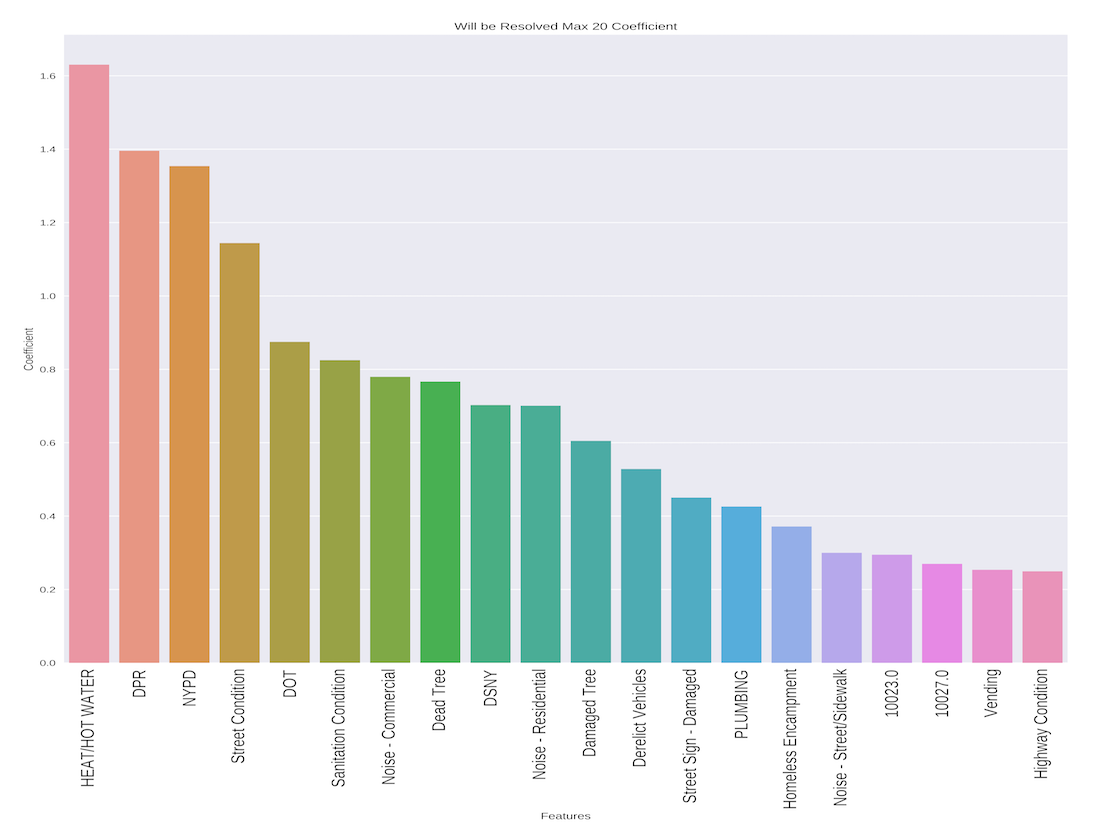 Will be Resolved Max 20 Coefficient
1.6
1.4
1.2
1.0
0.8
0.6
0.4
0.2
0.0
Coefficient
HEAT/HOT WATER
DPR
NYPD
Street Condition
DOT
Sanitation Condition
Noise - Commercial
Dead Tree
DSNY
Noise - Residential
Damaged Tree
Derelict Vehicles
Street Sign - Damaged
PLUMBING
Homeless Encampment
Noise - Street/Sidewalk
10023.0
10027.0
Vending
Highway Condition
Features